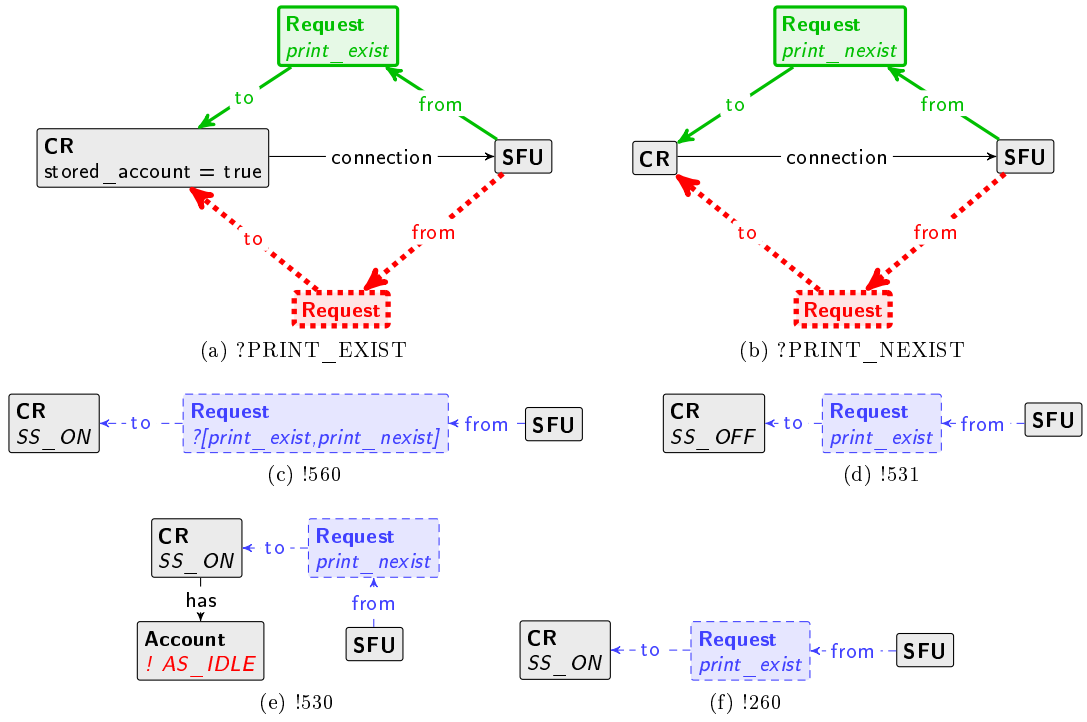 Request
print_exist
to
from
CR
stored_account = true
connection
SFU
to
from
Request
(a) ?PRINT_EXIST
Request
print_nexist
to
from
CR
connection
SFU
to
from
Request
(b) ?PRINT_NEXIST
CR
SS_ON
to
Request
?[print_exist,print_nexist]
from
SFU
(c) !560
CR
SS_OFF
to
Request
print_exist
from
SFU
(d) !531
CR
SS_ON
to
Request
print_nexist
has
from
Account
! AS_IDLE
SFU
(e) !530
CR
SS_ON
to
Request
print_exist
from
SFU
(f) !260